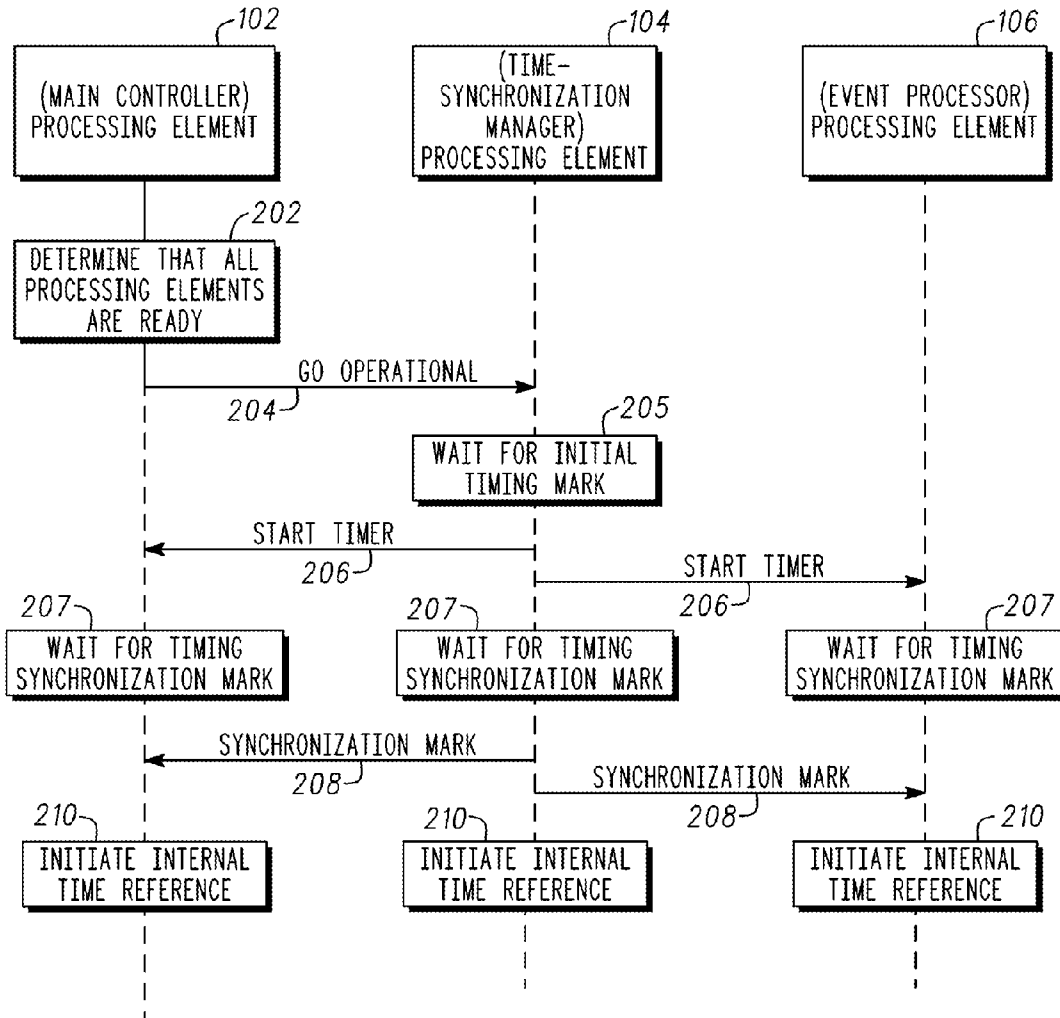 102
104
106
(MAIN CONTROLLER)
PROCESSING ELEMENT
(TIME-
SYNCHRONIZATION
MANAGER)
PROCESSING ELEMENT
(EVENT PROCESSOR)
PROCESSING ELEMENT
202
DETERMINE THAT ALL
PROCESSING ELEMENTS
ARE READY
GO OPERATIONAL
204
205
WAIT FOR INITIAL
TIMING MARK
START TIMER
206
START TIMER
206
207
WAIT FOR TIMING
SYNCHRONIZATION MARK
207
WAIT FOR TIMING
SYNCHRONIZATION MARK
207
WAIT FOR TIMING
SYNCHRONIZATION MARK
SYNCHRONIZATION MARK
208
SYNCHRONIZATION MARK
208
210
INITIATE INTERNAL
TIME REFERENCE
210
INITIATE INTERNAL
TIME REFERENCE
210
INITIATE INTERNAL
TIME REFERENCE